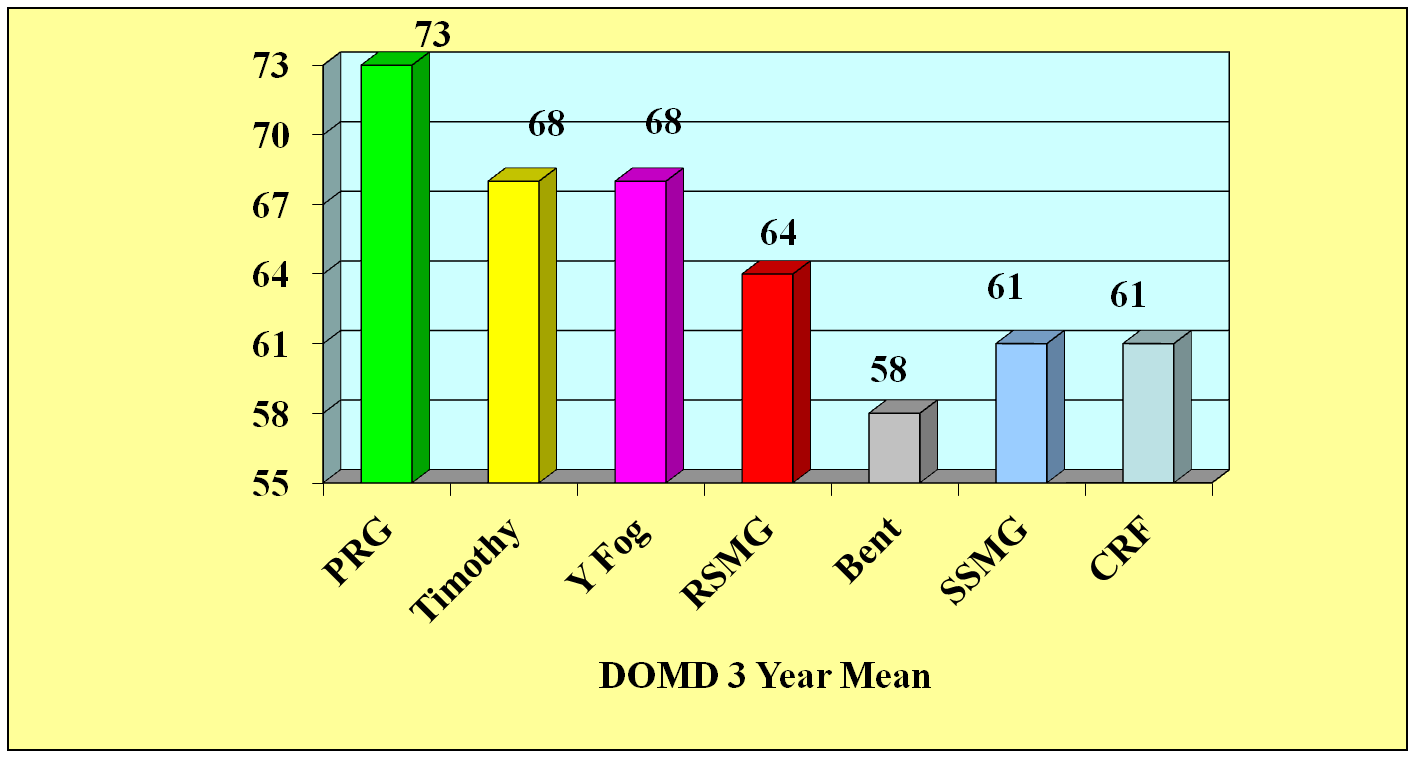 73
73
70
67
64
61
58
55
68
68
64
58
61
61
PRG
Timothy
Y Fog
RSMG
Bent
SSMG
CRF
DOMD 3 Year Mean